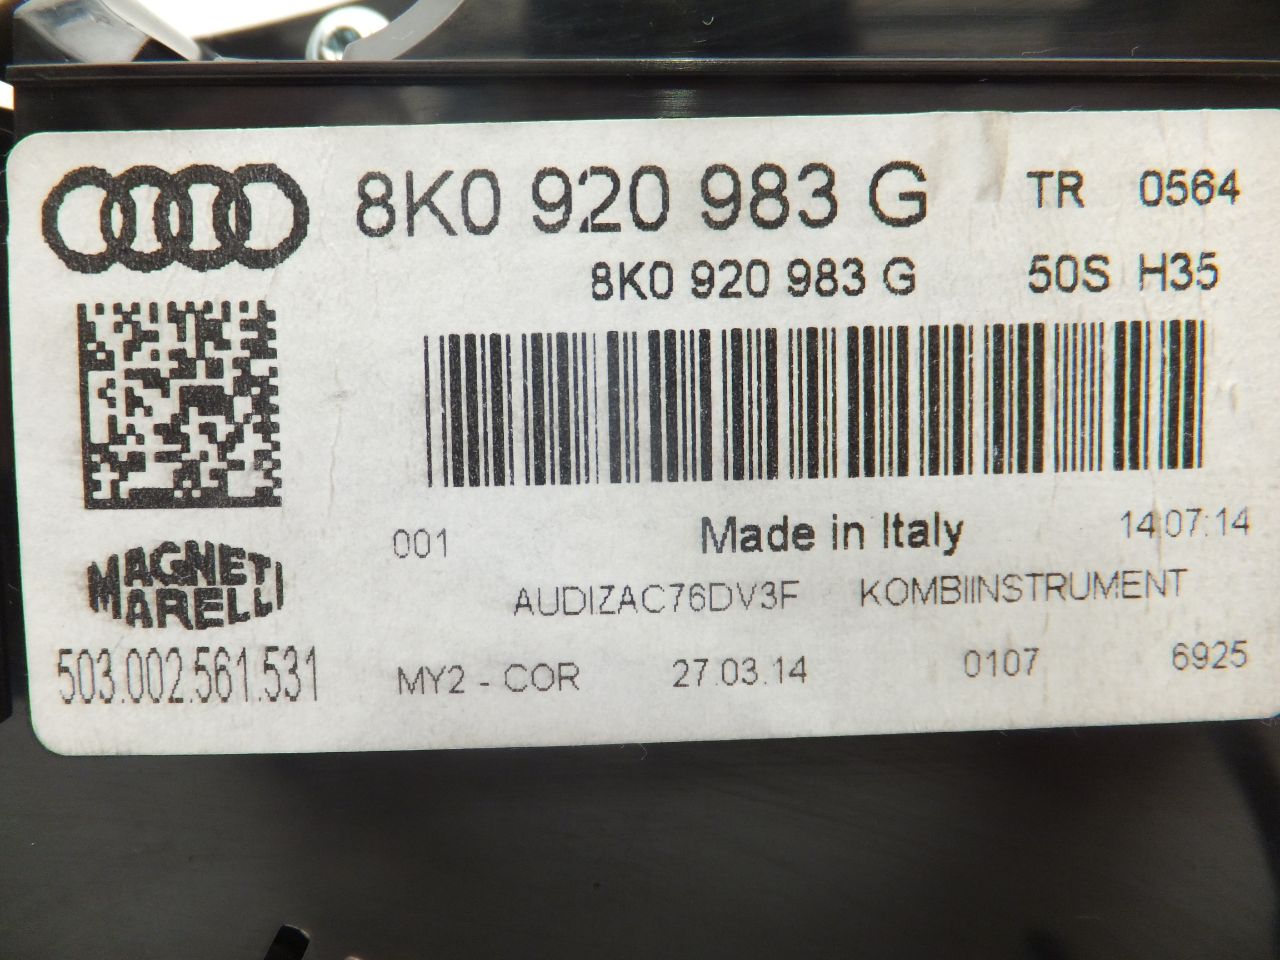 8K0 920 983 G TR 0564
8K0 920 983 G 50S H35
001 Made in Italy 14:07:14
MAGNETI
MARELLI
AUDIZAC76DV3F KOMBIINSTRUMENT
503.002.561.531 MY2 - COR 27.03.14 0107 6925